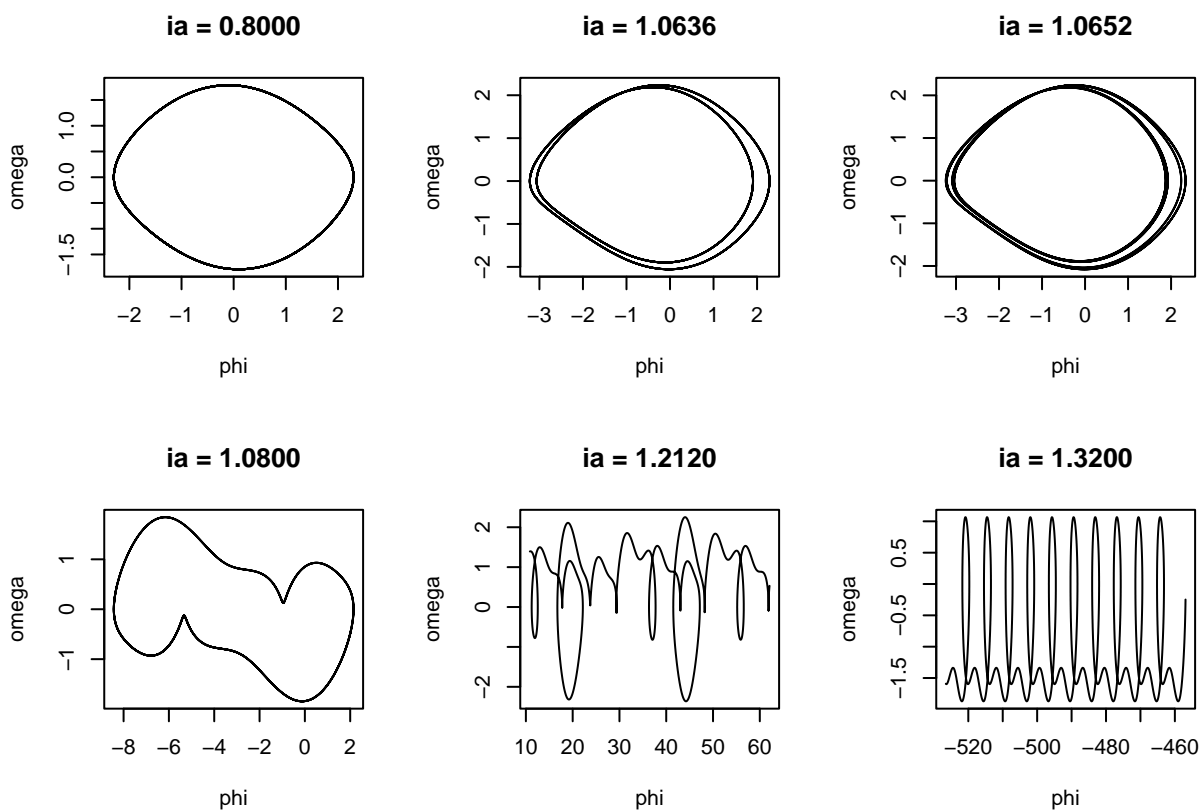 ia = 0.8000
ia = 1.0636
ia = 1.0652
omega
−1.5 0.0 1.0
−2 −1 0 1 2
phi
omega
−2 −1 0 1 2
−3 −2 −1 0 1 2
phi
omega
−2 −1 0 1 2
−3 −2 −1 0 1 2
phi
ia = 1.0800
ia = 1.2120
ia = 1.3200
omega
−1 0 1
−8 −6 −4 −2 0 2
phi
omega
−2 0 1 2
10 20 30 40 50 60
phi
omega
−1.5 −0.5 0.5
−520 −500 −480 −460
phi